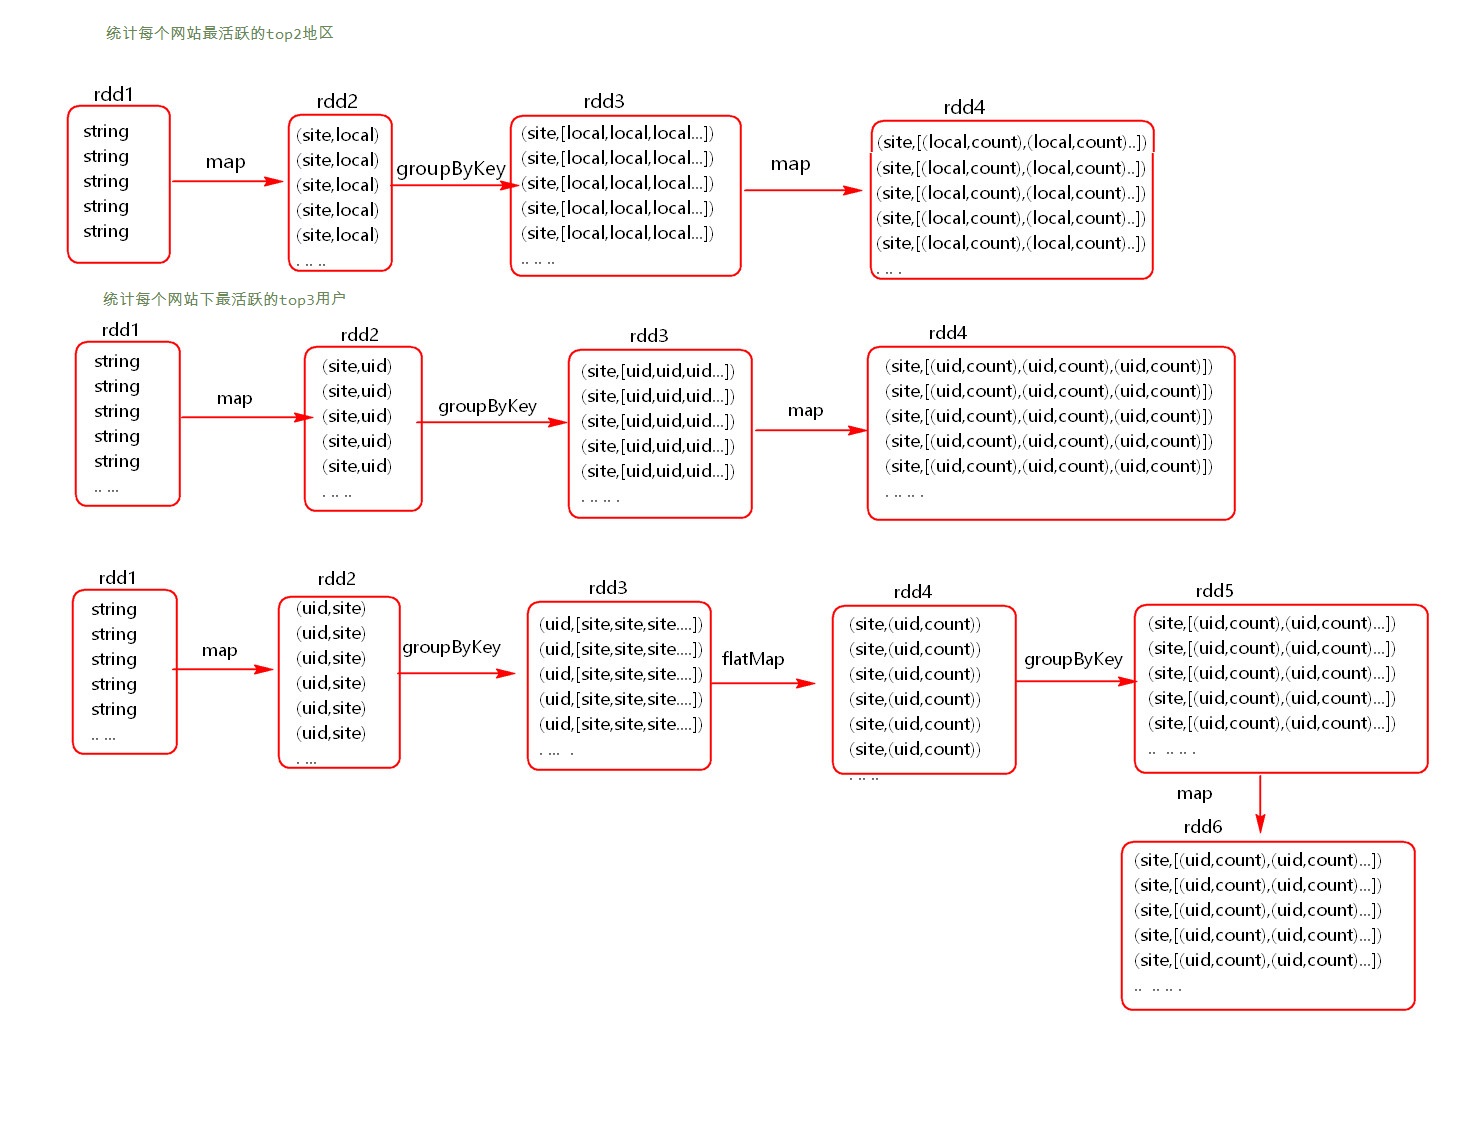 统计每个网站最活跃的top2地区
rdd1
string
string
string
string
string
map
rdd2
(site,local)
(site,local)
(site,local)
(site,local)
(site,local)
. .. ..
groupByKey
rdd3
(site,[local,local,local...])
(site,[local,local,local...])
(site,[local,local,local...])
(site,[local,local,local...])
(site,[local,local,local...])
.. .. ..
map
rdd4
(site,[(local,count),(local,count)..])
(site,[(local,count),(local,count)..])
(site,[(local,count),(local,count)..])
(site,[(local,count),(local,count)..])
(site,[(local,count),(local,count)..])
. .. .
统计每个网站下最活跃的top3用户
rdd1
string
string
string
string
string
.. ...
map
rdd2
(site,uid)
(site,uid)
(site,uid)
(site,uid)
(site,uid)
. .. ..
groupByKey
rdd3
(site,[uid,uid,uid...])
(site,[uid,uid,uid...])
(site,[uid,uid,uid...])
(site,[uid,uid,uid...])
(site,[uid,uid,uid...])
. .. .. .
map
rdd4
(site,[(uid,count),(uid,count),(uid,count)])
(site,[(uid,count),(uid,count),(uid,count)])
(site,[(uid,count),(uid,count),(uid,count)])
(site,[(uid,count),(uid,count),(uid,count)])
(site,[(uid,count),(uid,count),(uid,count)])
. .. .. .
rdd1
string
string
string
string
string
.. ...
map
rdd2
(uid,site)
(uid,site)
(uid,site)
(uid,site)
(uid,site)
(uid,site)
. ...
groupByKey
rdd3
(uid,[site,site,site....])
(uid,[site,site,site....])
(uid,[site,site,site....])
(uid,[site,site,site....])
(uid,[site,site,site....])
. ... .
flatMap
rdd4
(site,(uid,count))
(site,(uid,count))
(site,(uid,count))
(site,(uid,count))
(site,(uid,count))
(site,(uid,count))
. .. ..
groupByKey
rdd5
(site,[(uid,count),(uid,count)...])
(site,[(uid,count),(uid,count)...])
(site,[(uid,count),(uid,count)...])
(site,[(uid,count),(uid,count)...])
(site,[(uid,count),(uid,count)...])
.. .. .. .
map
rdd6
(site,[(uid,count),(uid,count)...])
(site,[(uid,count),(uid,count)...])
(site,[(uid,count),(uid,count)...])
(site,[(uid,count),(uid,count)...])
(site,[(uid,count),(uid,count)...])
.. .. .. .